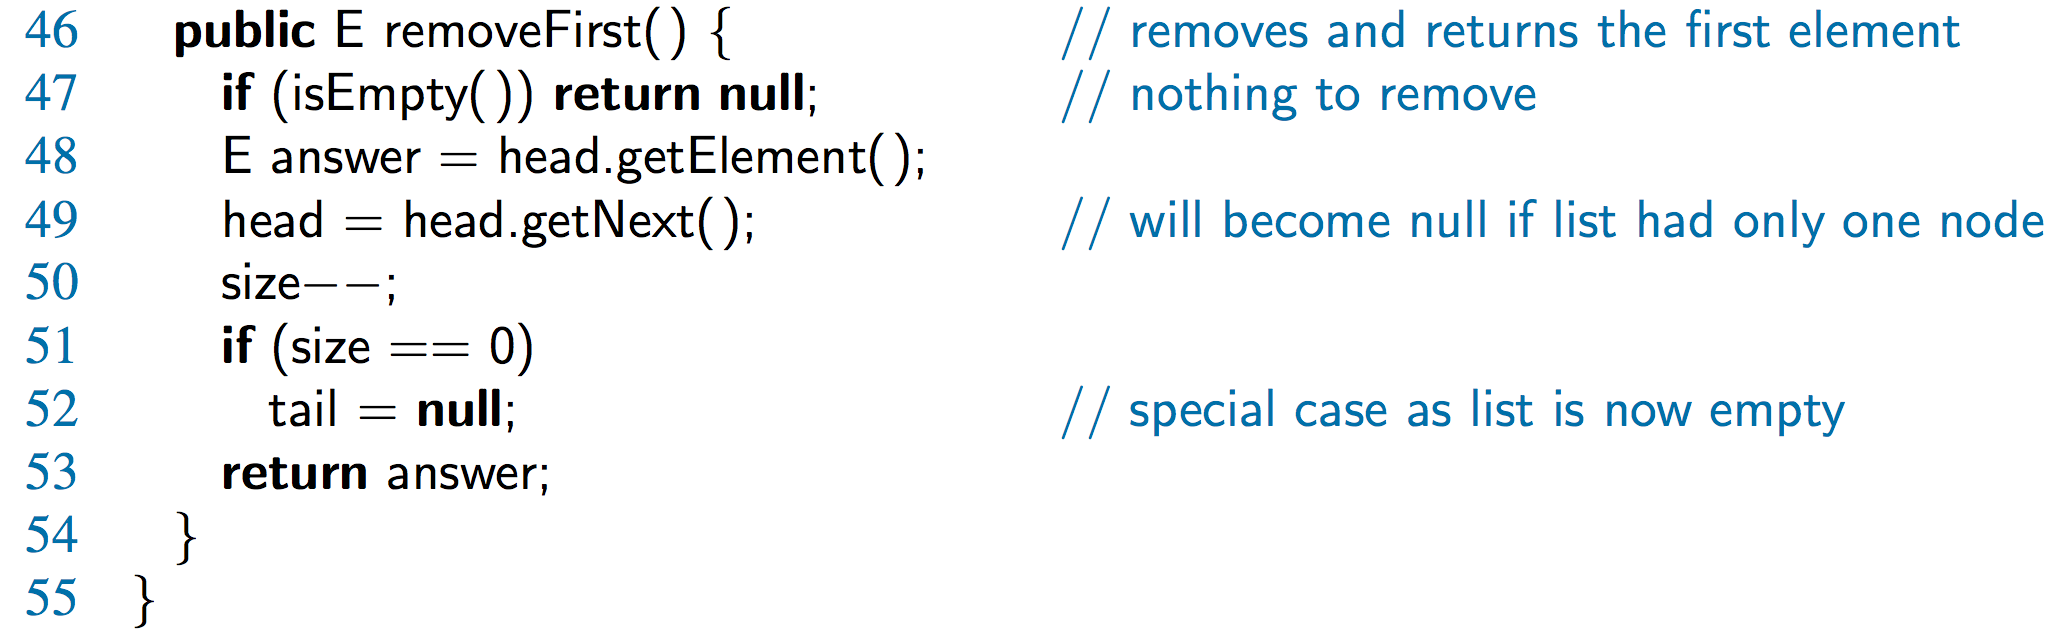 46 public E removeFirst() { // removes and returns the first element
47 if (isEmpty()) return null; // nothing to remove
48 E answer = head.getElement();
49 head = head.getNext(); // will become null if list had only one node
50 size−−;
51 if (size == 0)
52 tail = null; // special case as list is now empty
53 return answer;
54 }
55 }